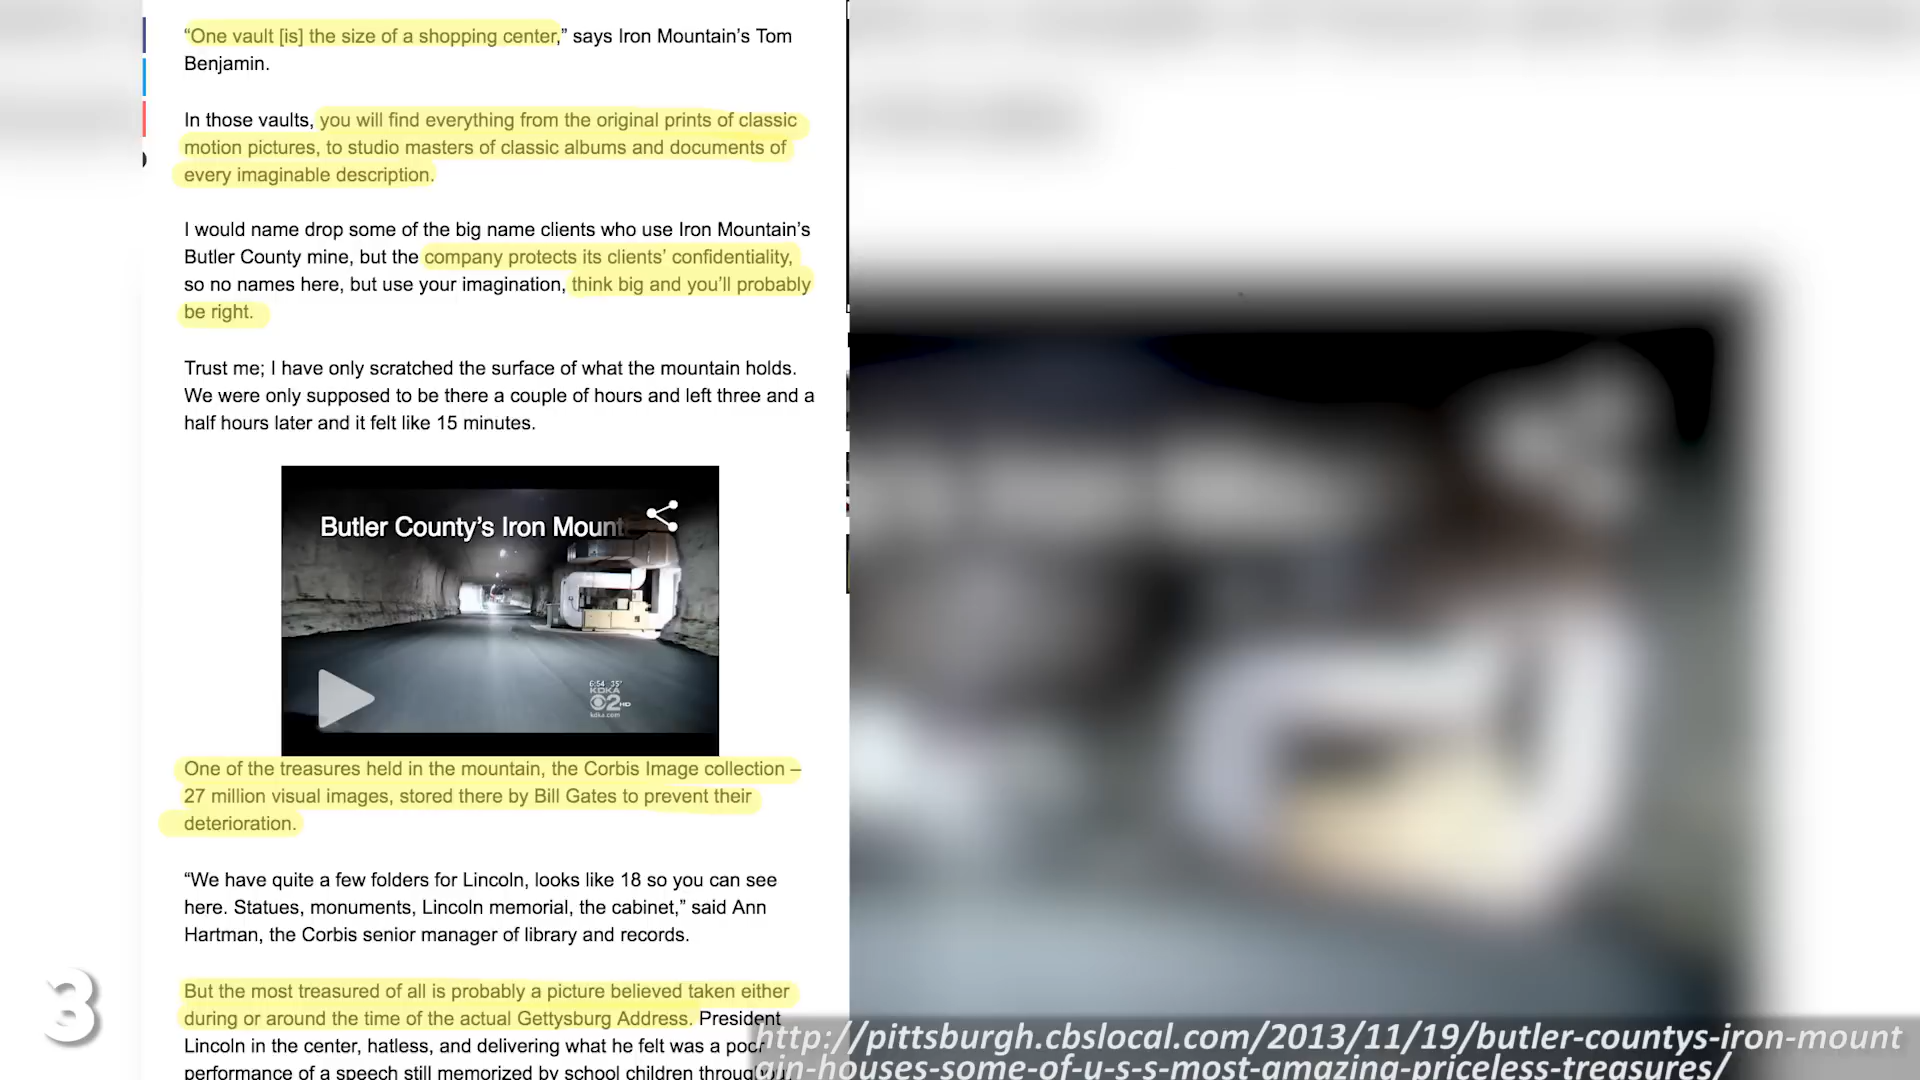 “One vault [is] the size of a shopping center,” says Iron Mountain’s Tom
Benjamin.
In those vaults, you will find everything from the original prints of classic
motion pictures, to studio masters of classic albums and documents of
every imaginable description.
I would name drop some of the big name clients who use Iron Mountain’s
Butler County mine, but the company protects its clients’ confidentiality,
so no names here, but use your imagination, think big and you’ll probably
be right.
Trust me; I have only scratched the surface of what the mountain holds.
We were only supposed to be there a couple of hours and left three and a
half hours later and it felt like 15 minutes.
Butler County’s Iron Mount
6:54 35°
KDKA
2 HD
kdka.com
One of the treasures held in the mountain, the Corbis Image collection –
27 million visual images, stored there by Bill Gates to prevent their
deterioration.
“We have quite a few folders for Lincoln, looks like 18 so you can see
here. Statues, monuments, Lincoln memorial, the cabinet,” said Ann
Hartman, the Corbis senior manager of library and records.
But the most treasured of all is probably a picture believed taken either
during or around the time of the actual Gettysburg Address. President
Lincoln in the center, hatless, and delivering what he felt was a poor
performance of a speech still memorized by school children
3
http://pittsburgh.cbslocal.com/2013/11/19/butler-countys-iron-mount
ain-houses-some-of-u-s-s-most-amazing-priceless-treasures/